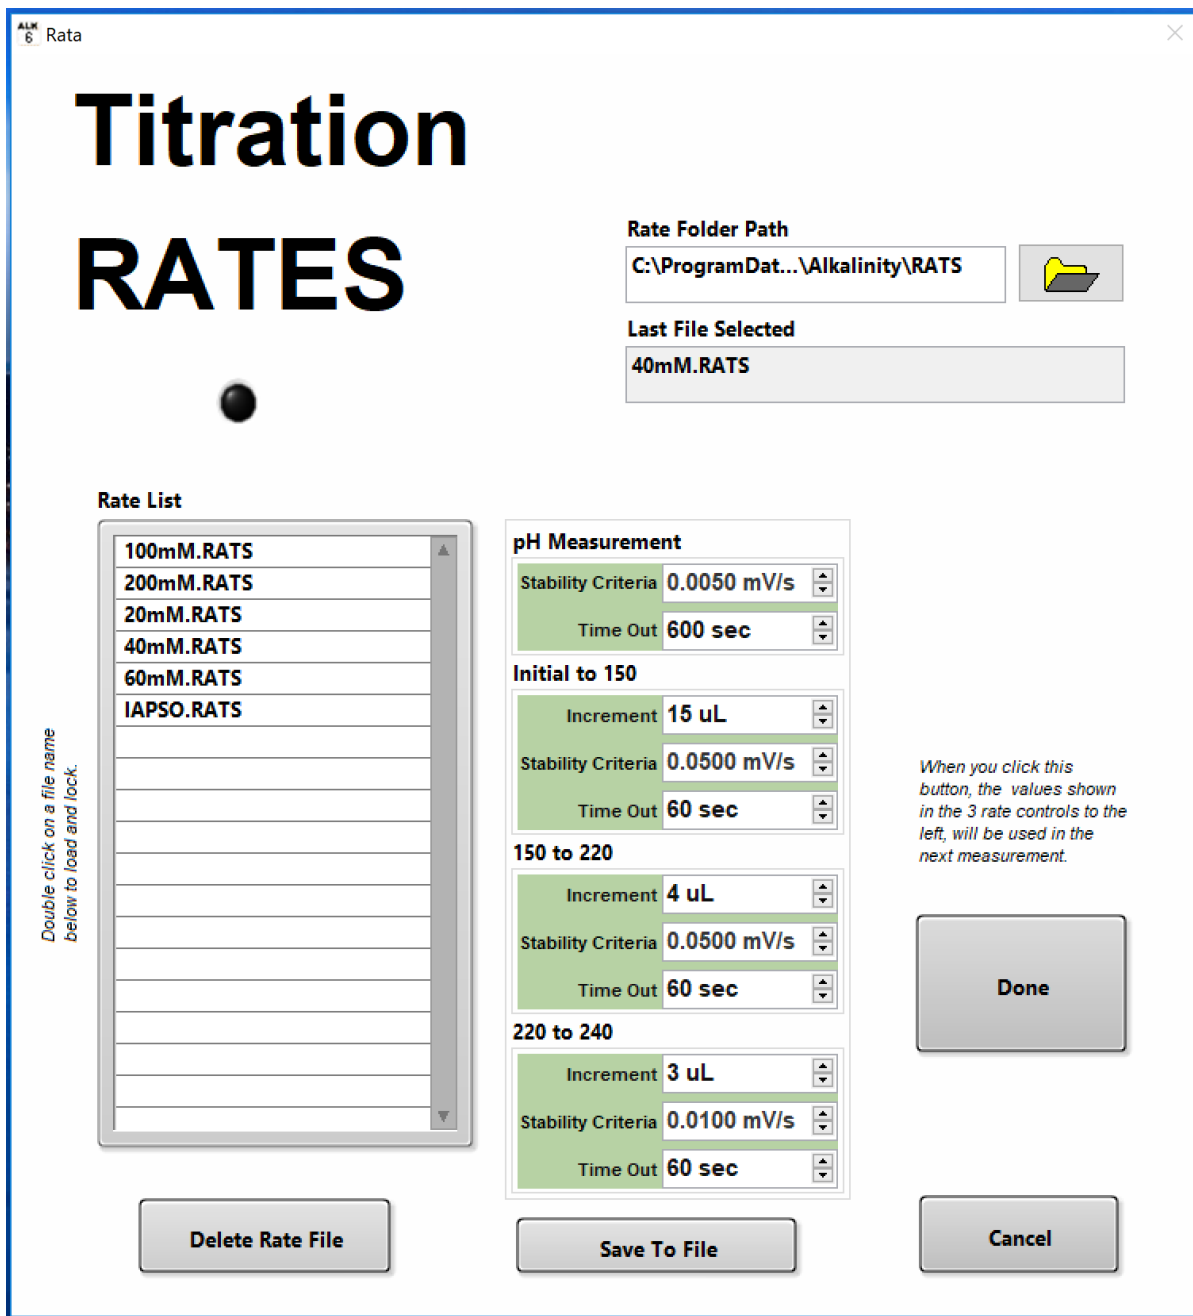 ALK
6
Rata
Titration
RATES
Rate Folder Path
C:\ProgramDat...\Alkalinity\RATS
Last File Selected
40mM.RATS
Rate List
100mM.RATS
200mM.RATS
20mM.RATS
40mM.RATS
60mM.RATS
IAPSO.RATS
Double click on a file name
below to load and lock.
pH Measurement
Stability Criteria 0.0050 mV/s
Time Out 600 sec
Initial to 150
Increment 15 uL
Stability Criteria 0.0500 mV/s
Time Out 60 sec
150 to 220
Increment 4 uL
Stability Criteria 0.0500 mV/s
Time Out 60 sec
220 to 240
Increment 3 uL
Stability Criteria 0.0100 mV/s
Time Out 60 sec
When you click this
button, the values shown
in the 3 rate controls to the
left, will be used in the
next measurement.
Done
Delete Rate File
Save To File
Cancel